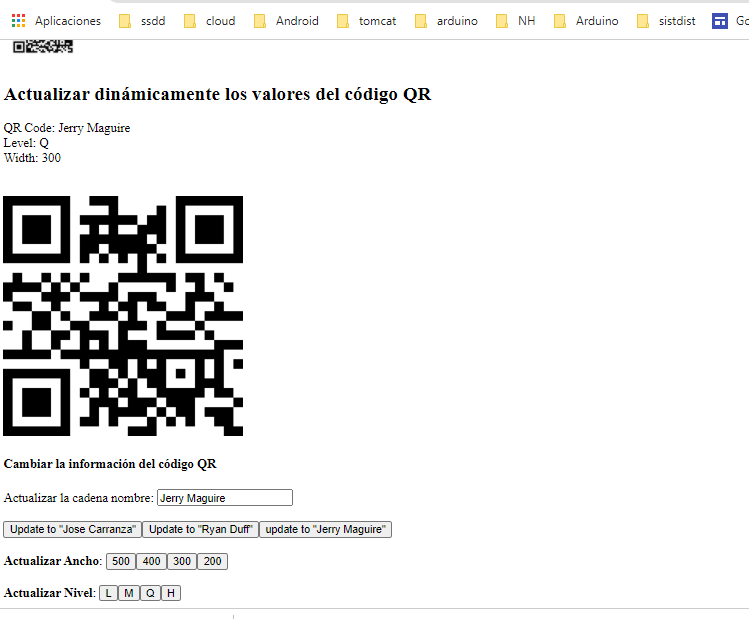 Aplicaciones ssdd cloud Android tomcat arduino NH Arduino sistdist Go
Actualizar dinámicamente los valores del código QR
QR Code: Jerry Maguire
Level: Q
Width: 300
Cambiar la información del código QR
Actualizar la cadena nombre: Jerry Maguire
Update to "Jose Carranza" Update to "Ryan Duff" update to "Jerry Maguire"
Actualizar Ancho: 500 400 300 200
Actualizar Nivel: L M Q H